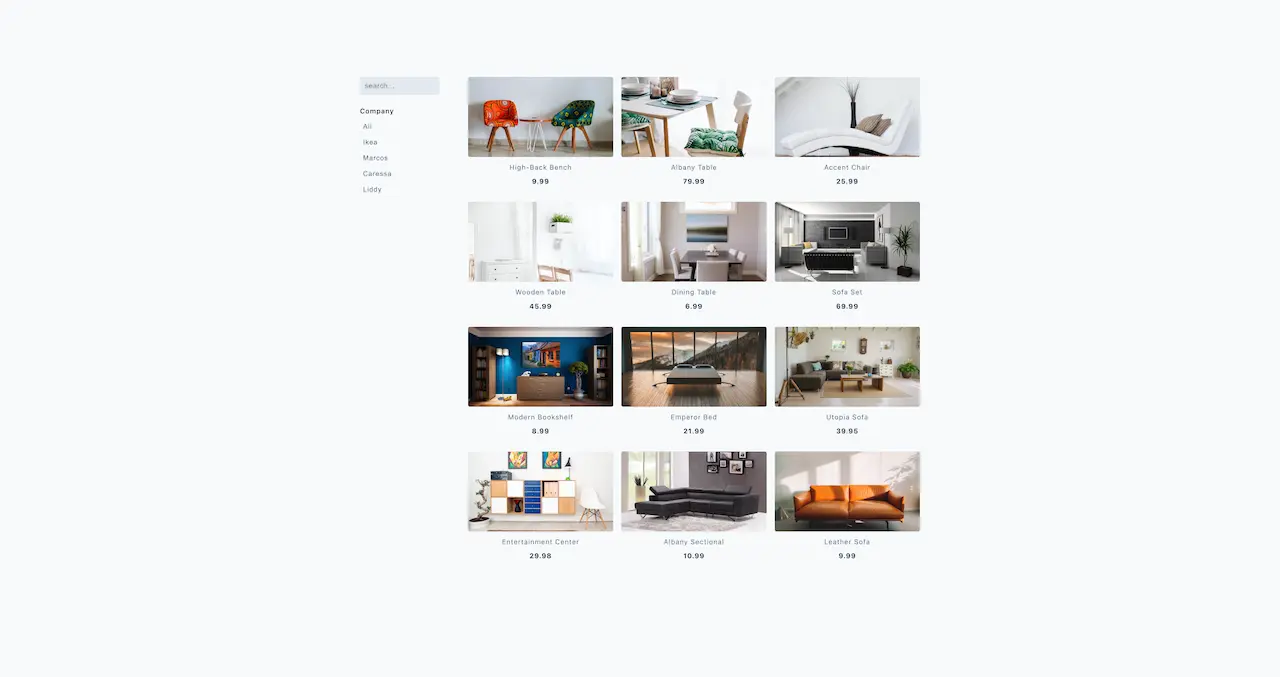 search...
Company
All
Ikea
Marcos
Caressa
Liddy
High-Back Bench
9.99
Albany Table
79.99
Accent Chair
25.99
Wooden Table
45.99
Dining Table
6.99
Sofa Set
69.99
Modern Bookshelf
8.99
Emperor Bed
21.99
Utopia Sofa
39.95
Entertainment Center
29.98
Albany Sectional
10.99
Leather Sofa
9.99